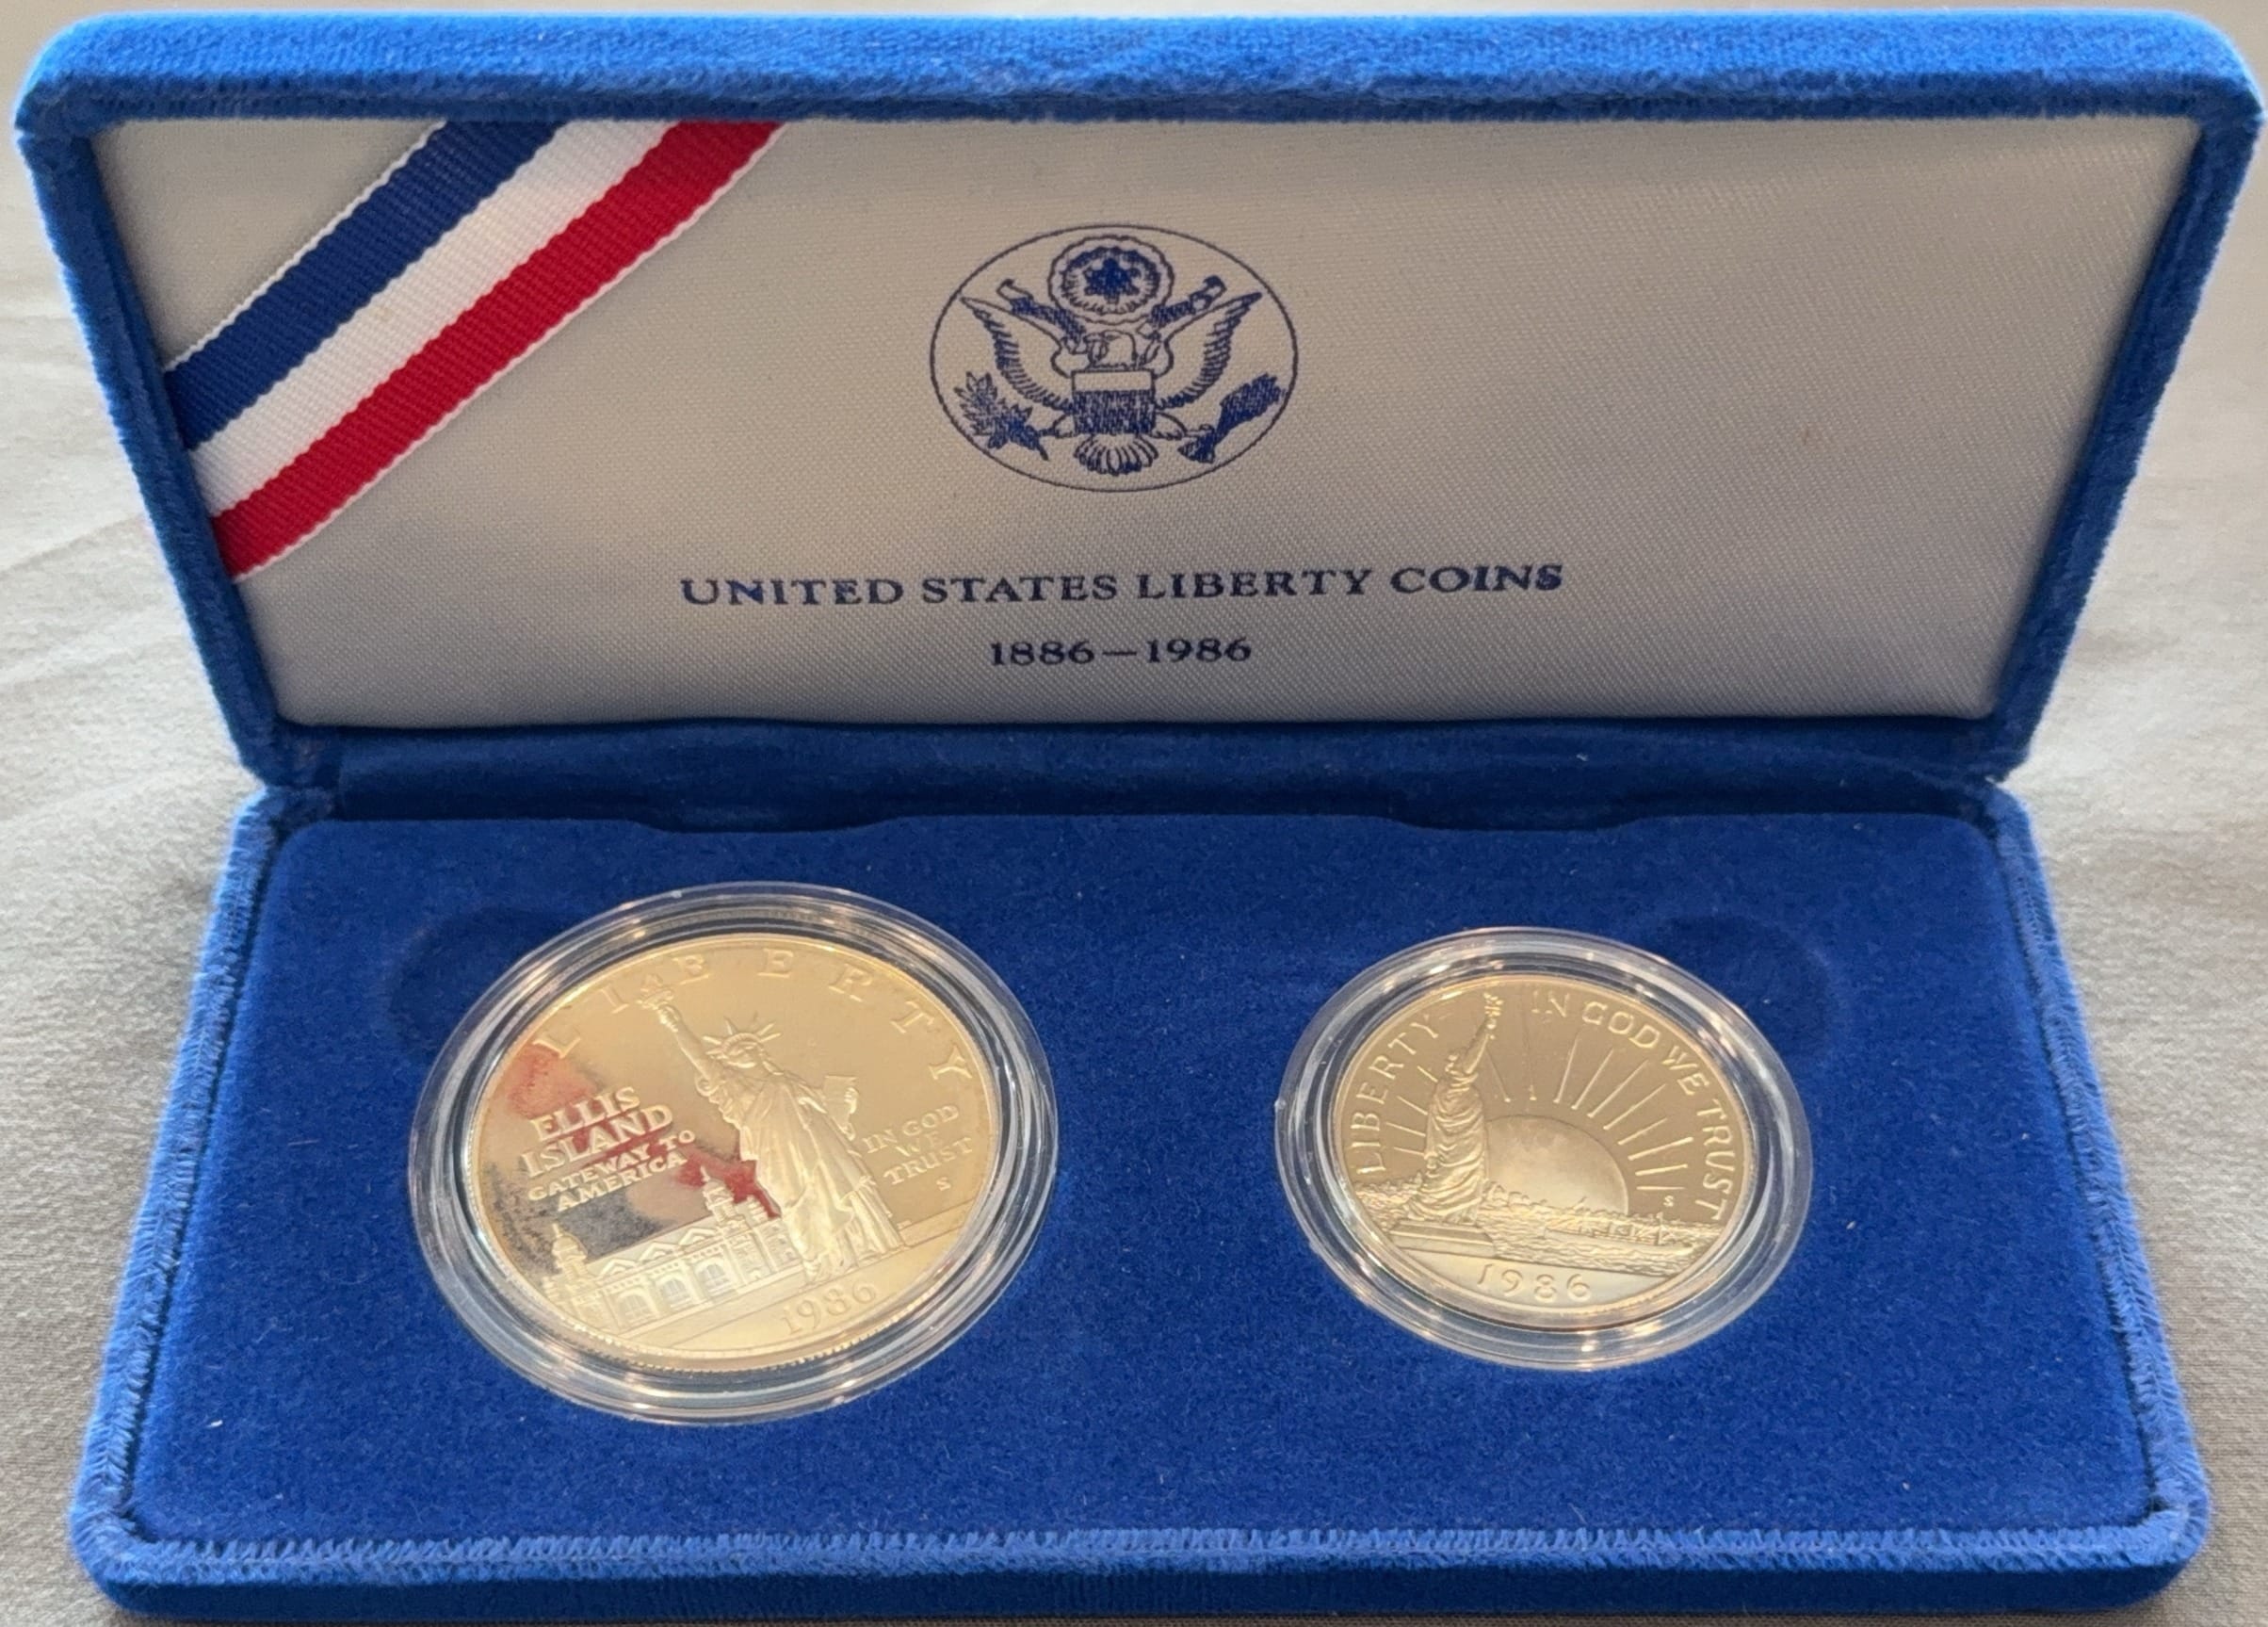 UNITED STATES LIBERTY COINS
1886–1986
LIBERTY
ELLIS
ISLAND
GATEWAY TO
AMERICA
IN GOD
WE
TRUST
S
1986
LIBERTY
IN GOD WE TRUST
S
1986